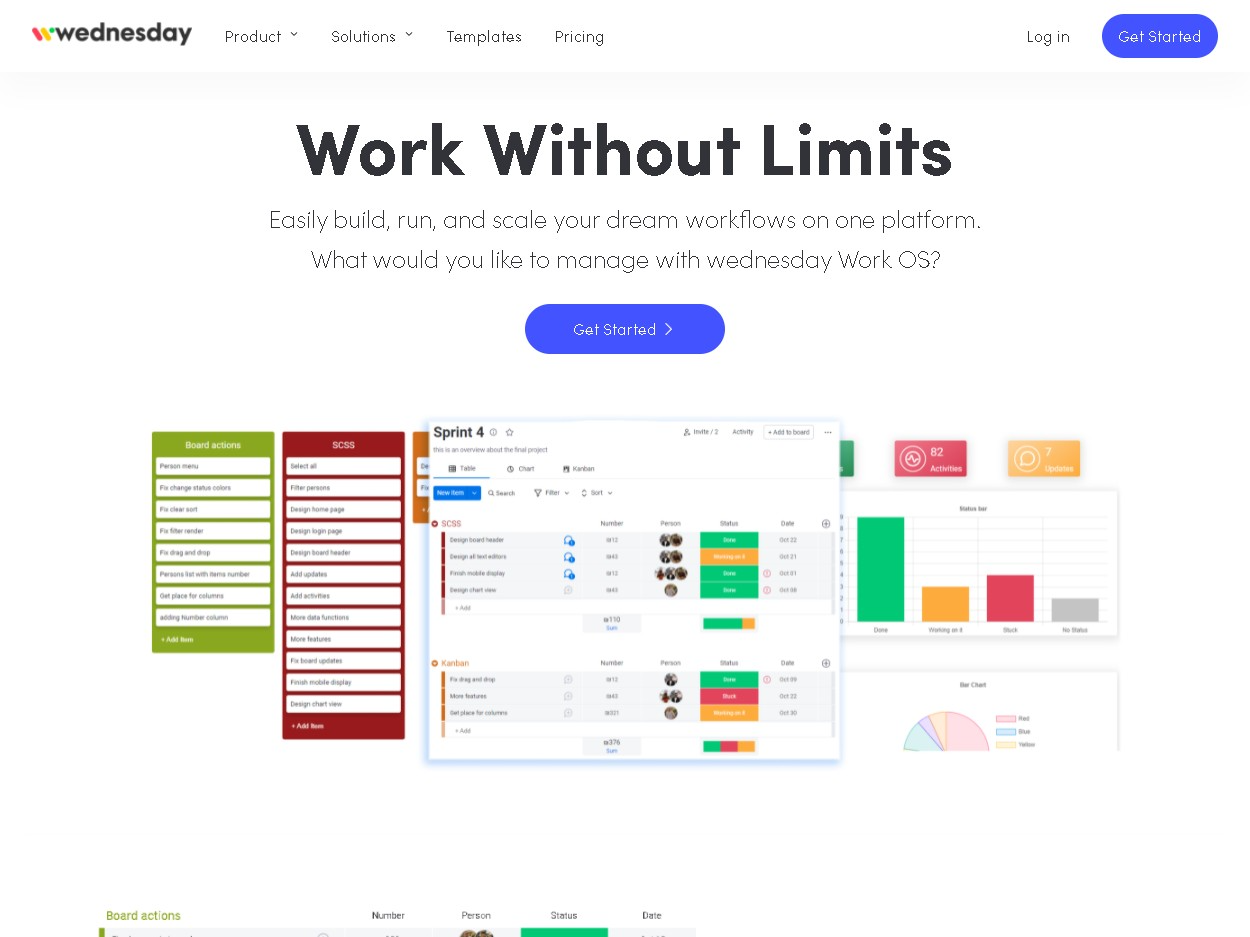 wednesday
Product
Solutions
Templates
Pricing
Log in
Get Started
Work Without Limits
Easily build, run, and scale your dream workflows on one platform.
What would you like to manage with wednesday Work OS?
Get Started
Board actions
Person menu
Fix change status colors
Fix clear sort
Fix filter render
Fix drag and drop
Persons list with items number
Get place for columns
adding Number column
+ Add Item
SCSS
Select all
Filter persons
Design home page
Design login page
Design board header
Add updates
Add activities
More data functions
More features
Fix board updates
Finish mobile display
Design chart view
+ Add Item
Sprint 4
Invite / 2
Activity
+ Add to board
this is an overview about the final project
Table
Chart
Kanban
New Item
Search
Filter
Sort
SCSS Number Person Status Date
Design board header ₪12 Done Oct 22
Design all text editors ₪43 Working on it Oct 21
Finish mobile display ₪12 Done Oct 01
Design chart view ₪43 Done Oct 08
+ Add
₪110
Sum
Kanban Number Person Status Date
Fix drag and drop ₪12 Done Oct 09
More features ₪43 Stuck Oct 22
Get place for columns ₪321 Working on it Oct 30
+ Add
₪376
Sum
82
Activities
7
Updates
Status bar
Done
Working on it
Stuck
No Status
Bar Chart
Red
Blue
Yellow
Board actions Number Person Status Date